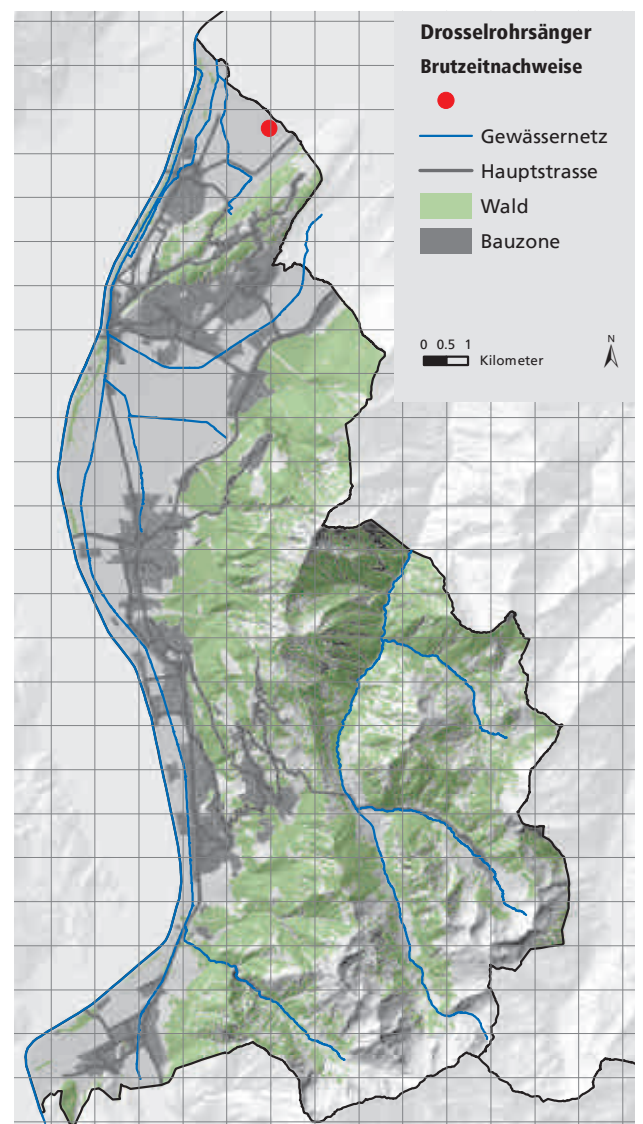 Drosselrohrsänger
Brutzeitnachweise
Gewässernetz
Hauptstrasse
Wald
Bauzone
0 0.5 1
Kilometer
N